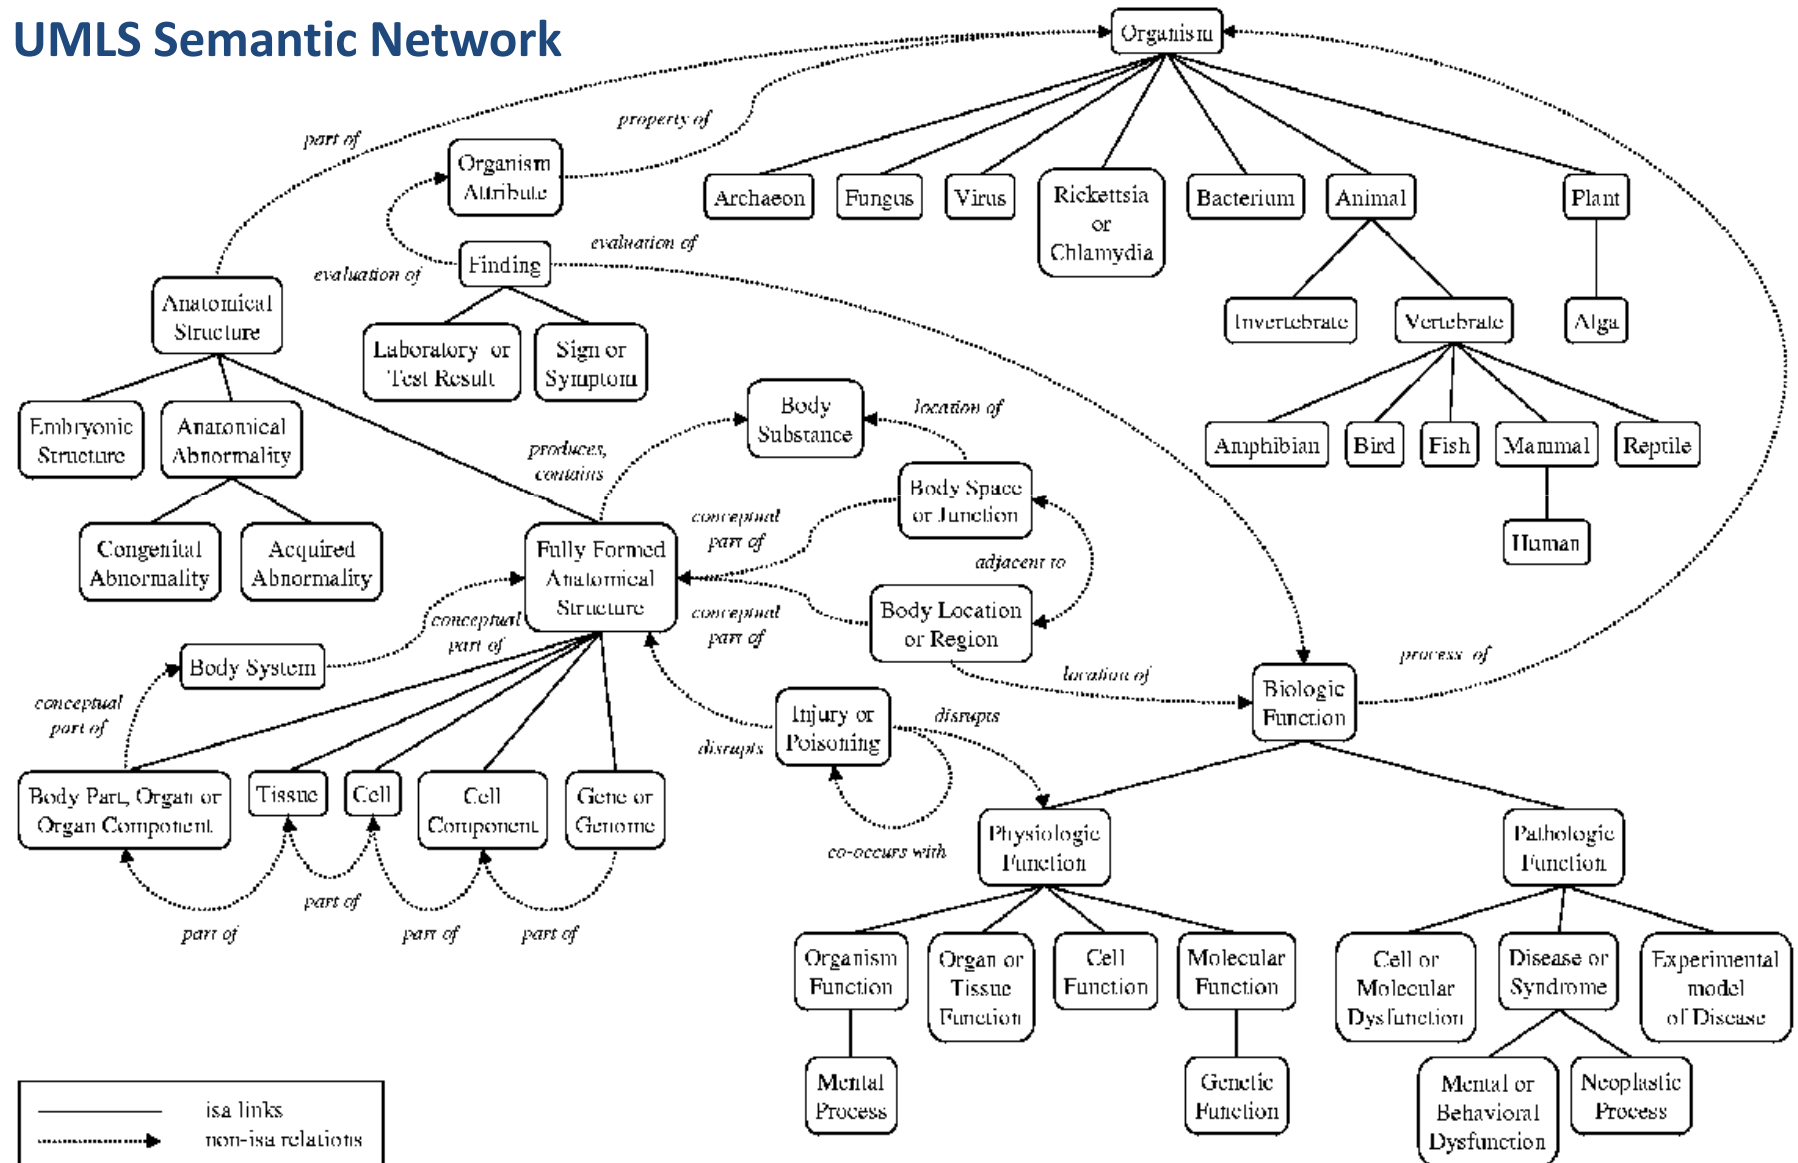 UMLS Semantic Network
Organism
part of
property of
Organism
Attribute
Archaeon
Fungus
Virus
Rickettsia
or
Chlamydia
Bacterium
Animal
Plant
evaluation of
Finding
evaluation of
Anatomical
Structure
Laboratory or
Test Result
Sign or
Symptom
Invertebrate
Vertebrate
Alga
Embryonic
Structure
Anatomical
Abnormality
Body
Substance
location of
produces,
contains
Amphibian
Bird
Fish
Mammal
Reptile
Body Space
or Junction
conceptual
part of
Congenital
Abnormality
Acquired
Abnormality
Fully Formed
Anatomical
Structure
adjacent to
Human
conceptual
part of
conceptual
part of
Body Location
or Region
Body System
location of
process of
conceptual
part of
Injury or
Poisoning
disrupts
disrupts
Biologic
Function
Body Part, Organ or
Organ Component
Tissue
Cell
Cell
Component
Gene or
Genome
co-occurs with
Physiologic
Function
Pathologic
Function
part of
part of
part of
part of
Organism
Function
Organ or
Tissue
Function
Cell
Function
Molecular
Function
Cell or
Molecular
Dysfunction
Disease or
Syndrome
Experimental
model
of Disease
Mental
Process
Genetic
Function
Mental or
Behavioral
Dysfunction
Neoplastic
Process
isa links
non-isa relations